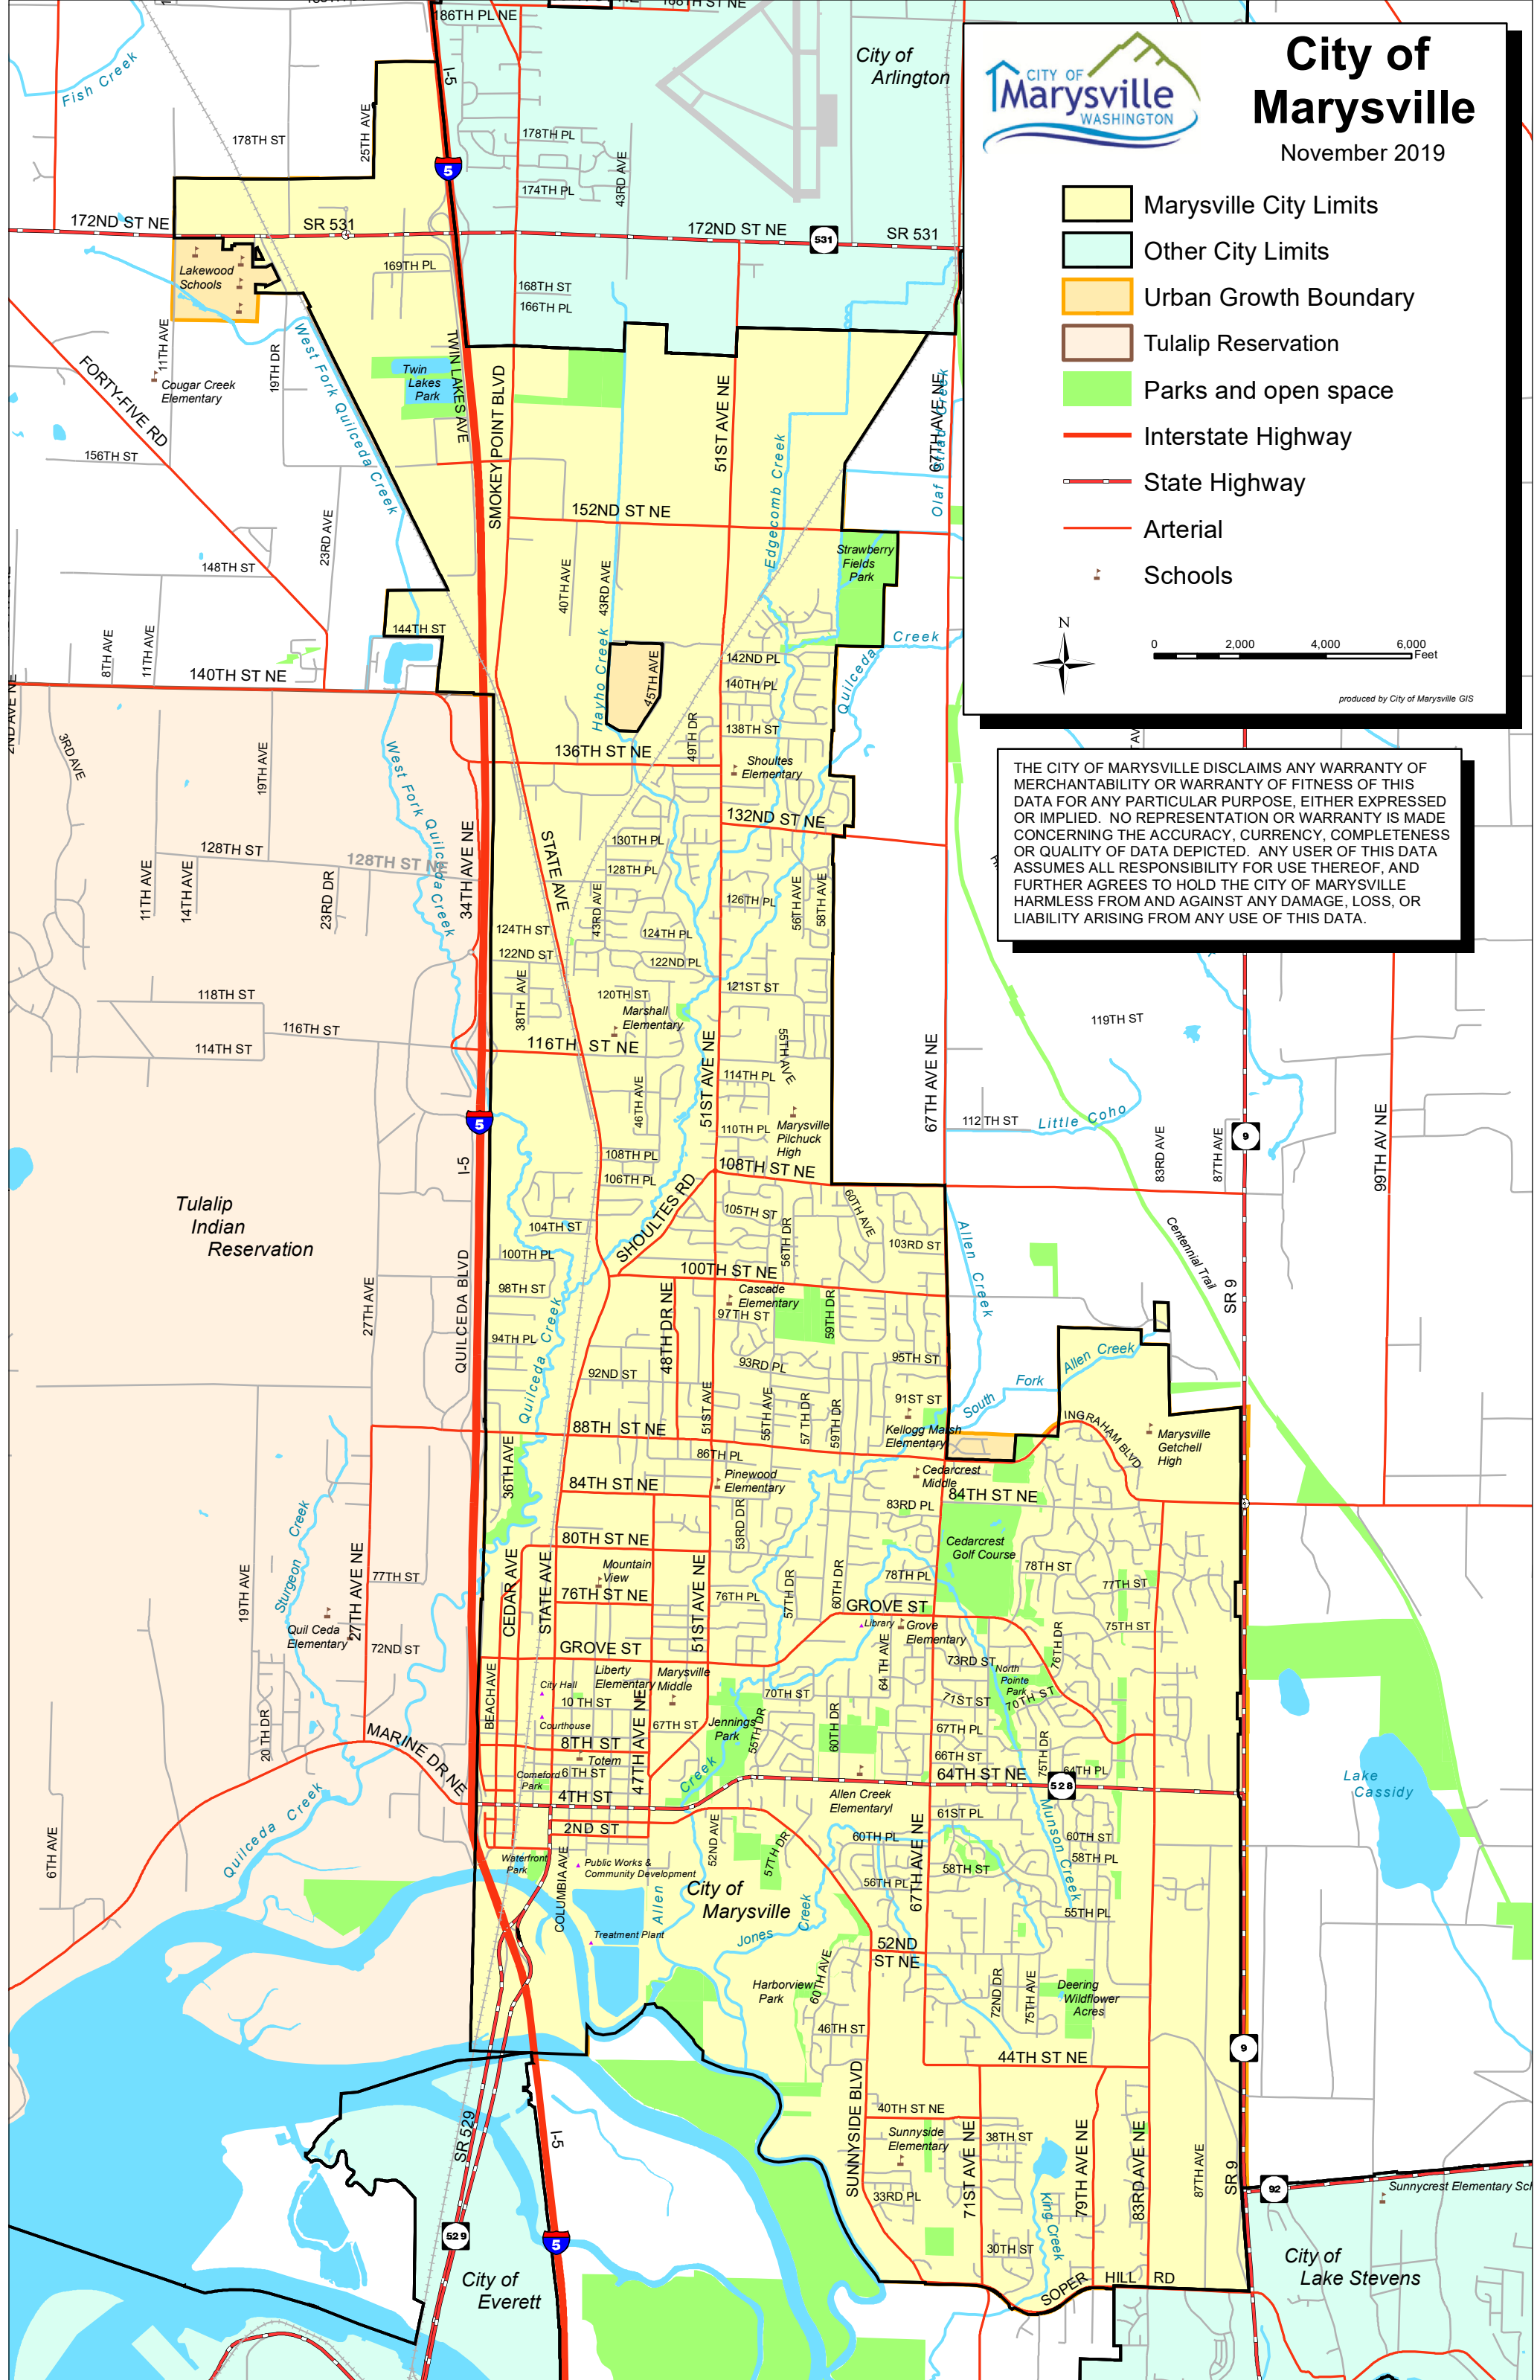 City of
Marysville
November 2019
CITY OF
Marysville
WASHINGTON
Marysville City Limits
Other City Limits
Urban Growth Boundary
Tulalip Reservation
Parks and open space
Interstate Highway
State Highway
Arterial
Schools
N
0 2,000 4,000 6,000
Feet
produced by City of Marysville GIS
THE CITY OF MARYSVILLE DISCLAIMS ANY WARRANTY OF
MERCHANTABILITY OR WARRANTY OF FITNESS OF THIS
DATA FOR ANY PARTICULAR PURPOSE, EITHER EXPRESSED
OR IMPLIED. NO REPRESENTATION OR WARRANTY IS MADE
CONCERNING THE ACCURACY, CURRENCY, COMPLETENESS
OR QUALITY OF DATA DEPICTED. ANY USER OF THIS DATA
ASSUMES ALL RESPONSIBILITY FOR USE THEREOF, AND
FURTHER AGREES TO HOLD THE CITY OF MARYSVILLE
HARMLESS FROM AND AGAINST ANY DAMAGE, LOSS, OR
LIABILITY ARISING FROM ANY USE OF THIS DATA.
186TH PL NE
188TH ST NE
City of
Arlington
Fish Creek
I-5
5
178TH ST
25TH AVE
178TH PL
174TH PL
43RD AVE
172ND ST NE
SR 531
172ND ST NE
531
SR 531
Lakewood
Schools
169TH PL
168TH ST
166TH PL
11TH AVE
19TH DR
West Fork Quilceda Creek
TWIN LAKES AVE
Twin
Lakes
Park
Cougar Creek
Elementary
FORTY-FIVE RD
SMOKEY POINT BLVD
51ST AVE NE
67TH AVE NE
Olaf Strad Creek
Edgecomb Creek
156TH ST
152ND ST NE
23RD AVE
148TH ST
40TH AVE
43RD AVE
Strawberry
Fields
Park
144TH ST
8TH AVE
11TH AVE
140TH ST NE
Hayho Creek
45TH AVE
142ND PL
140TH PL
138TH ST
Quilceda
Creek
2ND AVE NE
3RD AVE
19TH AVE
West Fork Quilceda Creek
136TH ST NE
49TH DR
Shoultes
Elementary
132ND ST NE
34TH AVE NE
STATE AVE
130TH PL
128TH PL
128TH ST
128TH ST NE
11TH AVE
14TH AVE
23RD DR
43RD AVE
126TH PL
56TH AVE
58TH AVE
124TH ST
124TH PL
122ND ST
122ND PL
121ST ST
38TH AVE
120TH ST
Marshall
Elementary
118TH ST
116TH ST
114TH ST
116TH ST NE
51ST AVE NE
55TH AVE
114TH PL
46TH AVE
67TH AVE NE
119TH ST
112TH ST
Little Coho
83RD AVE
87TH AVE
9
99TH AV NE
5
I-5
110TH PL
Marysville
Pilchuck
High
108TH PL
106TH PL
108TH ST NE
Tulalip
Indian
Reservation
SHOULTES RD
105TH ST
60TH AVE
56TH DR
103RD ST
104TH ST
100TH PL
98TH ST
94TH PL
100TH ST NE
Allen Creek
Centennial Trail
SR 9
27TH AVE
QUILCEDA BLVD
Quilceda Creek
48TH DR NE
Cascade
Elementary
97TH ST
59TH DR
93RD PL
95TH ST
92ND ST
91ST ST
51ST AVE
55TH AVE
57TH DR
59TH DR
South
Fork
Allen Creek
88TH ST NE
Kellogg Marsh
Elementary
INGRAHAM BLVD
Marysville
Getchell
High
86TH PL
36TH AVE
Pinewood
Elementary
Cedarcrest
Middle
84TH ST NE
84TH ST NE
83RD PL
53RD DR
80TH ST NE
Cedarcrest
Golf Course
Sturgeon Creek
19TH AVE
27TH AVE NE
77TH ST
CEDAR AVE
STATE AVE
Mountain
View
76TH ST NE
51ST AVE NE
76TH PL
57TH DR
60TH DR
78TH PL
78TH ST
77TH ST
Quil Ceda
Elementary
72ND ST
GROVE ST
GROVE ST
Library
Grove
Elementary
75TH ST
76TH DR
64TH AVE
73RD ST
North
Pointe
Park
BEACH AVE
Liberty
Elementary
Marysville
Middle
City Hall
10TH ST
Courthouse
47TH AVE NE
67TH ST
70TH ST
Jennings
Park
55TH DR
60TH DR
71ST ST
70TH ST
67TH PL
66TH ST
75TH DR
20TH DR
MARINE DR NE
8TH ST
Totem
6TH ST
Comeford
Park
4TH ST
Creek
64TH ST NE
528
64TH PL
Allen Creek
Elementaryl
61ST PL
2ND ST
Waterfront
Park
COLUMBIA AVE
Public Works &
Community Development
52ND AVE
57TH DR
60TH PL
60TH ST
58TH PL
58TH ST
56TH PL
55TH PL
67TH AVE NE
Munson Creek
Lake
Cassidy
6TH AVE
Quilceda Creek
City of
Marysville
Allen
Treatment Plant
Jones
Creek
52ND
ST NE
Harborview
Park
60TH AVE
72ND DR
75TH AVE
Deering
Wildflower
Acres
46TH ST
44TH ST NE
9
SUNNYSIDE BLVD
40TH ST NE
Sunnyside
Elementary
38TH ST
71ST AVE NE
79TH AVE NE
83RD AVE NE
87TH AVE
SR 9
92
Sunnycrest Elementary Sch
33RD PL
King Creek
30TH ST
SOPER HILL RD
SR 529
I-5
529
5
City of
Everett
City of
Lake Stevens